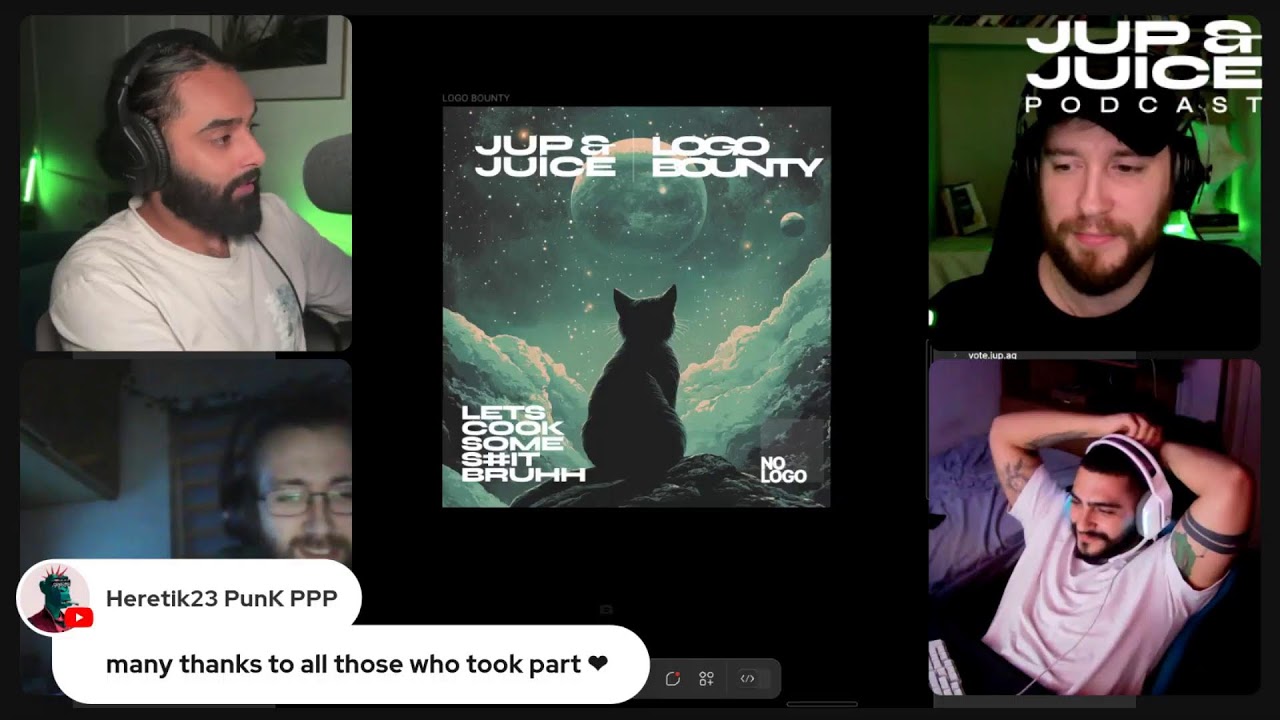 JUP &
JUICE
PODCAST
LOGO BOUNTY
JUP &
JUICE
LOGO
BOUNTY
LETS
COOK
SOME
S#IT
BRUHH
NO
LOGO
vote.jup.ag
Heretik23 PunK PPP
many thanks to all those who took part ❤